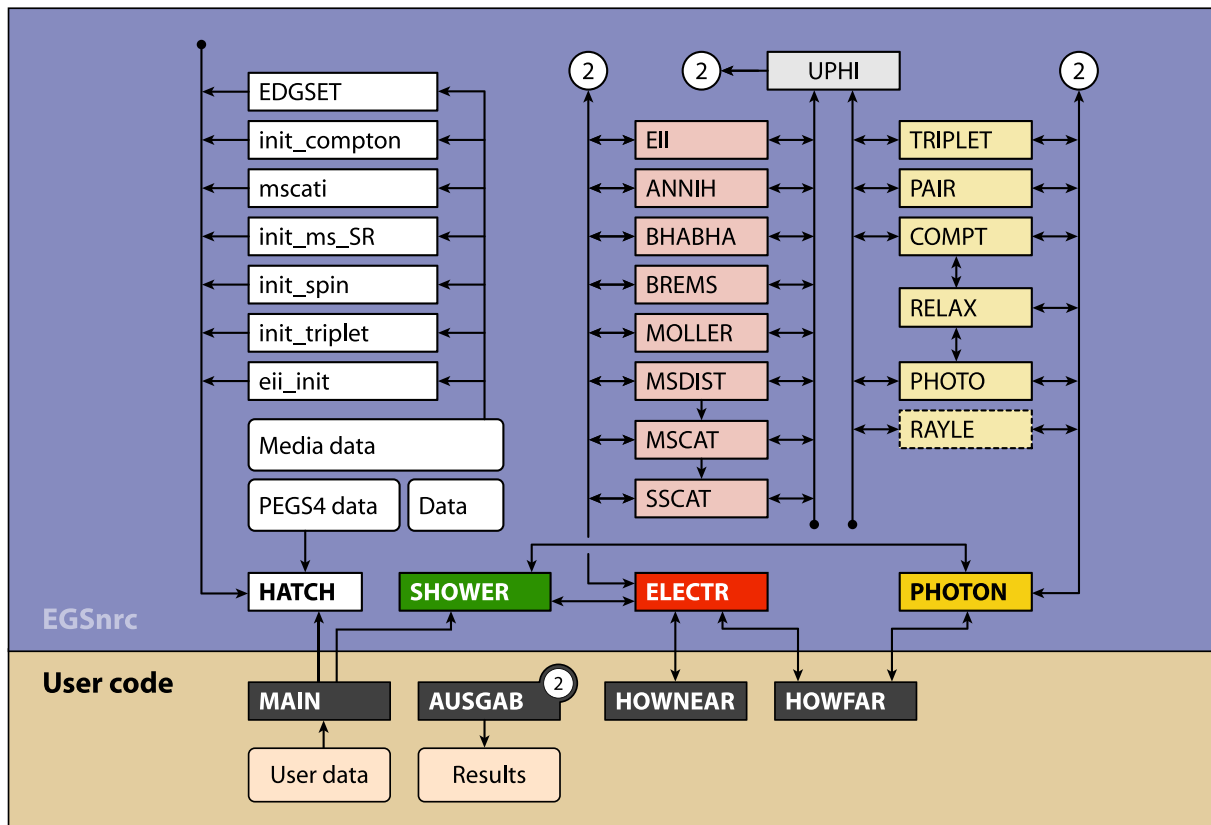 2
2
UPHI
2
EDGSET
init_compton
mscati
init_ms_SR
init_spin
init_triplet
eii_init
Media data
PEGS4 data
Data
EII
ANNIH
BHABHA
BREMS
MOLLER
MSDIST
MSCAT
SSCAT
TRIPLET
PAIR
COMPT
RELAX
PHOTO
RAYLE
HATCH
SHOWER
ELECTR
PHOTON
EGSnrc
User code
MAIN
AUSGAB
2
HOWNEAR
HOWFAR
User data
Results